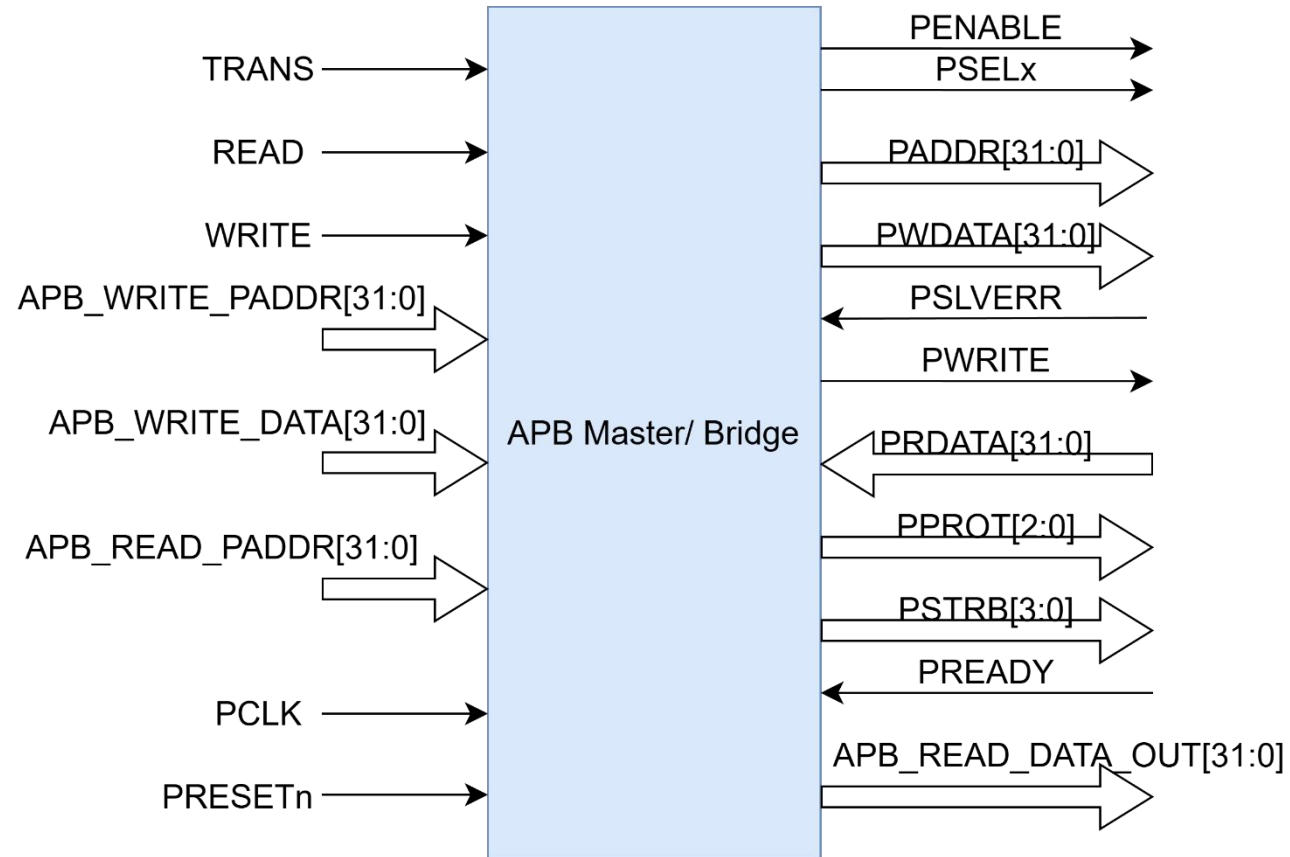 TRANS
READ
WRITE
APB_WRITE_PADDR[31:0]
APB_WRITE_DATA[31:0]
APB_READ_PADDR[31:0]
PCLK
PRESETn
APB Master/ Bridge
PENABLE
PSELx
PADDR[31:0]
PWDATA[31:0]
PSLVERR
PWRITE
PRDATA[31:0]
PPROT[2:0]
PSTRB[3:0]
PREADY
APB_READ_DATA_OUT[31:0]